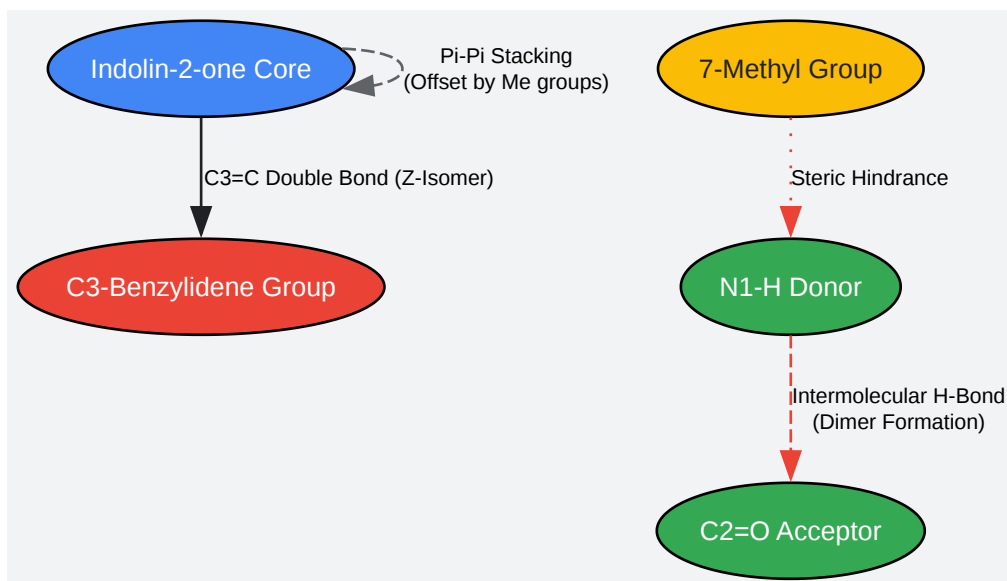 Indolin-2-one Core
Pi-Pi Stacking
(Offset by Me groups)
7-Methyl Group
C3=C Double Bond (Z-Isomer)
Steric Hindrance
C3-Benzylidene Group
N1-H Donor
Intermolecular H-Bond
(Dimer Formation)
C2=O Acceptor